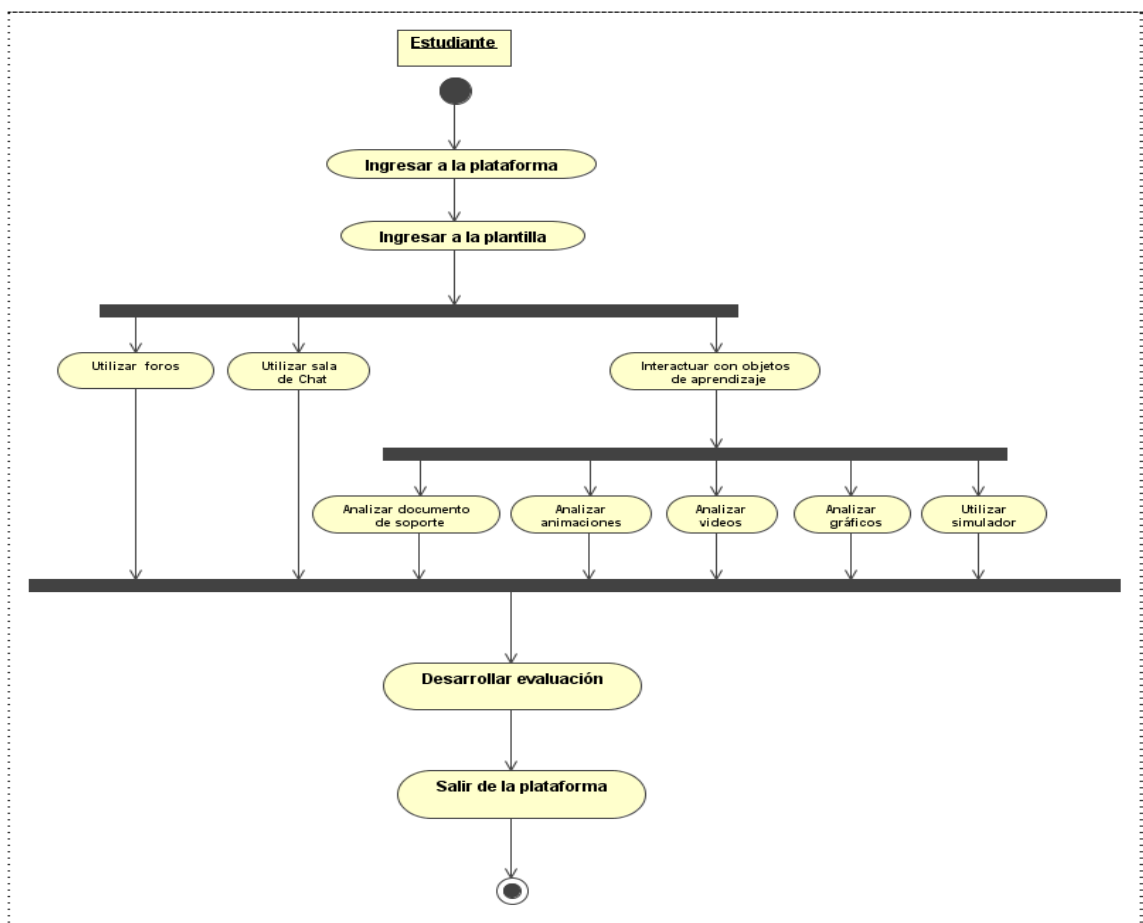 Estudiante
Ingresar a la plataforma
Ingresar a la plantilla
Utilizar foros
Utilizar sala
de Chat
Interactuar con objetos
de aprendizaje
Analizar documento
de soporte
Analizar
animaciones
Analizar
videos
Analizar
gráficos
Utilizar
simulador
Desarrollar evaluación
Salir de la plataforma